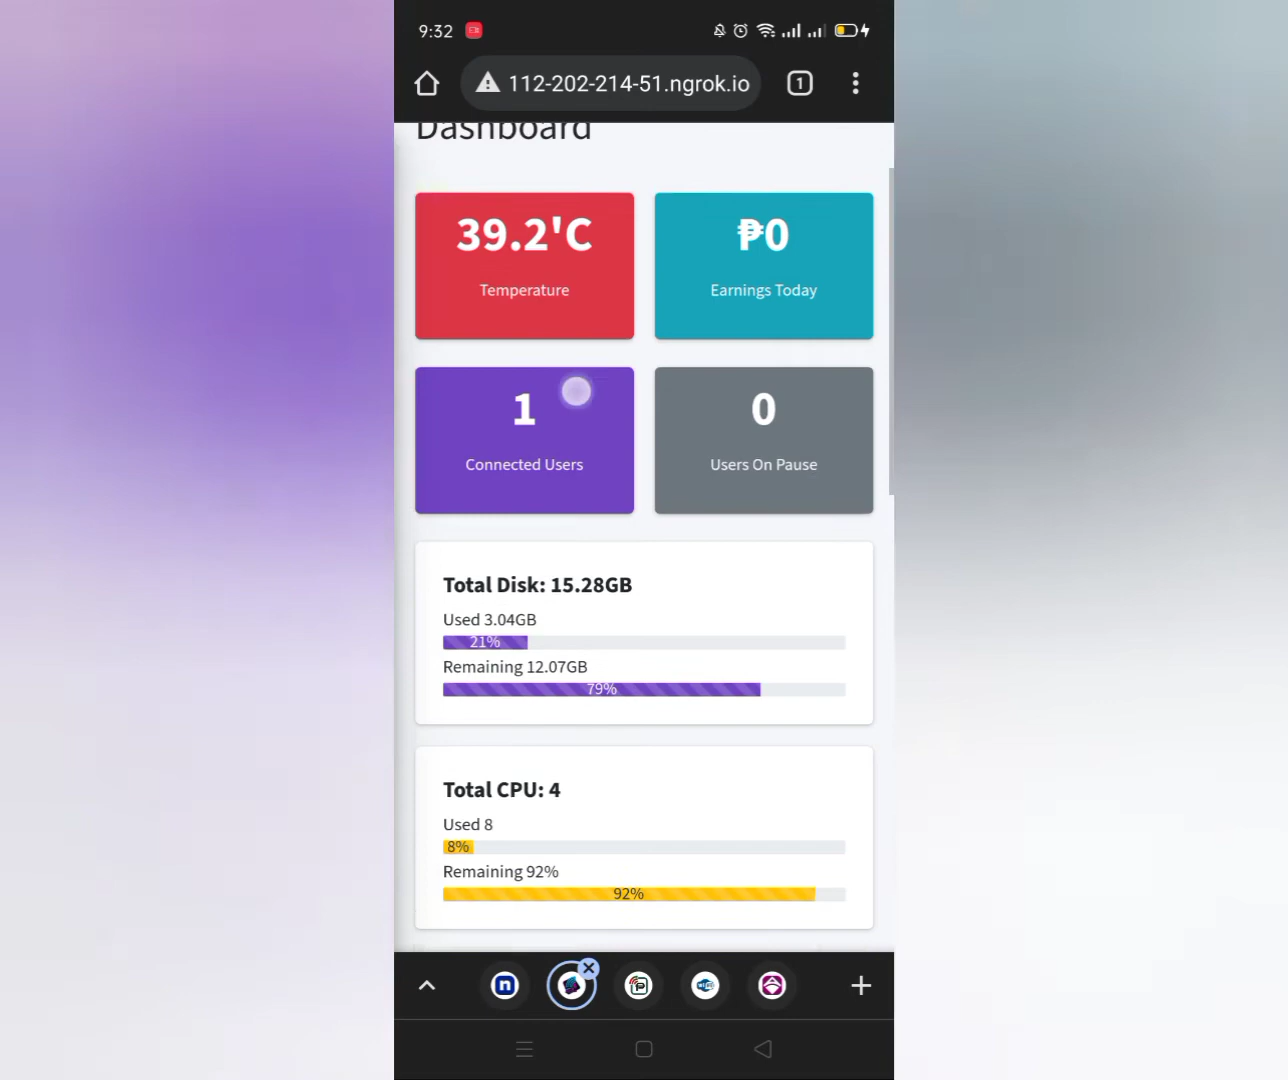 9:32
112-202-214-51.ngrok.io
1
Dashboard
39.2'C
Temperature
₱0
Earnings Today
1
Connected Users
0
Users On Pause
Total Disk: 15.28GB
Used 3.04GB
21%
Remaining 12.07GB
79%
Total CPU: 4
Used 8
8%
Remaining 92%
92%
n